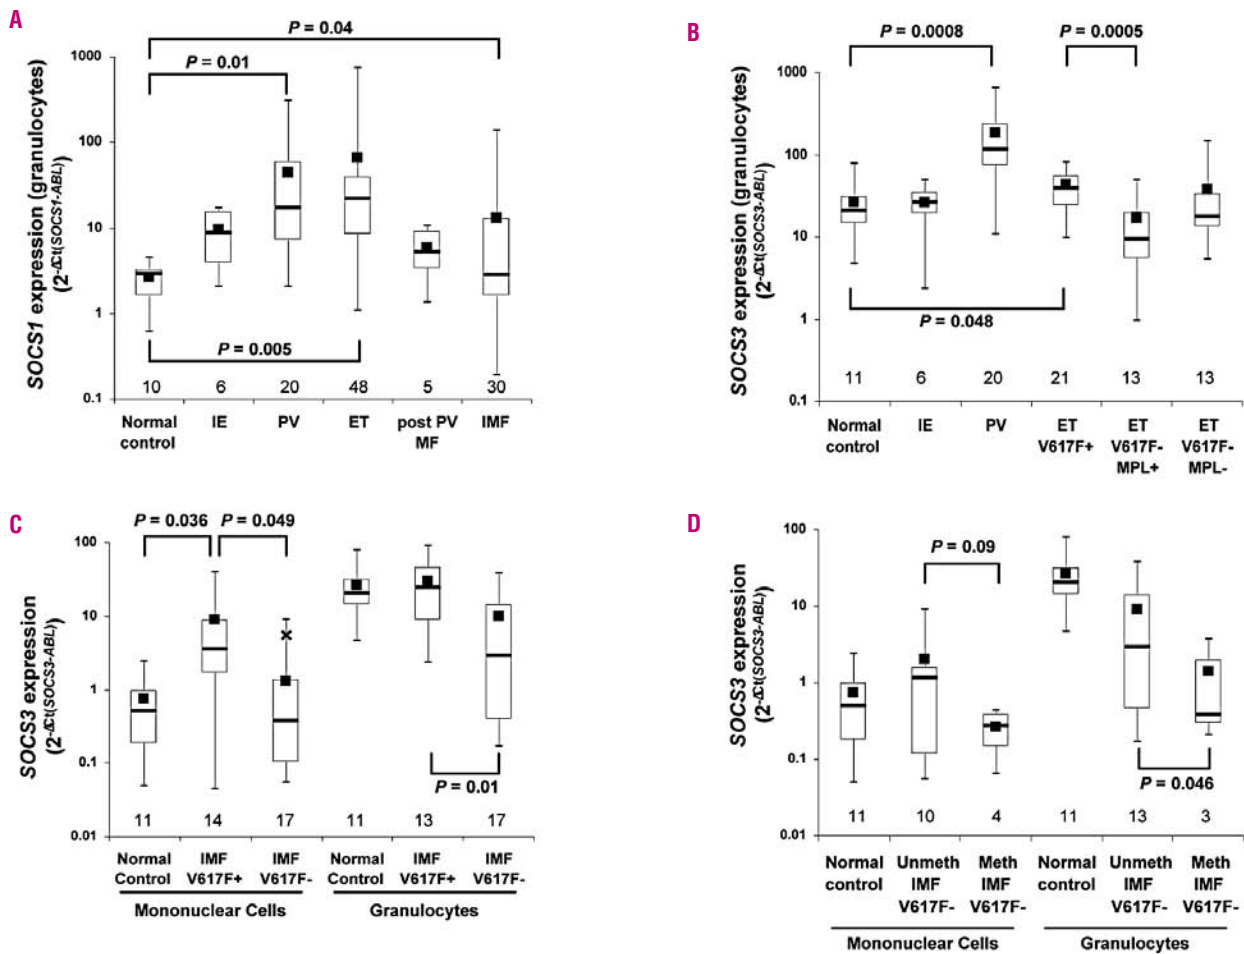 A
P = 0.04
P = 0.01
1000
100
10
1
0.1
SOCS1 expression (granulocytes)
(2-ΔCt(SOCS1-ABL))
P = 0.005
10 6 20 48 5 30
Normal control
IE
PV
ET
post PV MF
IMF
B
P = 0.0008
P = 0.0005
1000
100
10
1
0.1
SOCS3 expression (granulocytes)
(2-ΔCt(SOCS3-ABL))
P = 0.048
11 6 20 21 13 13
Normal control
IE
PV
ET V617F+
ET V617F- MPL+
ET V617F- MPL-
C
P = 0.036 P = 0.049
100
10
1
0.1
0.01
SOCS3 expression
(2-ΔCt(SOCS3-ABL))
P = 0.01
11 14 17 11 13 17
Normal Control
IMF V617F+
IMF V617F-
Normal Control
IMF V617F+
IMF V617F-
Mononuclear Cells
Granulocytes
D
P = 0.09
100
10
1
0.1
0.01
SOCS3 expression
(2-ΔCt(SOCS3-ABL))
P = 0.046
11 10 4 11 13 3
Normal control
Unmeth IMF V617F-
Meth IMF V617F-
Normal control
Unmeth IMF V617F-
Meth IMF V617F-
Mononuclear Cells
Granulocytes